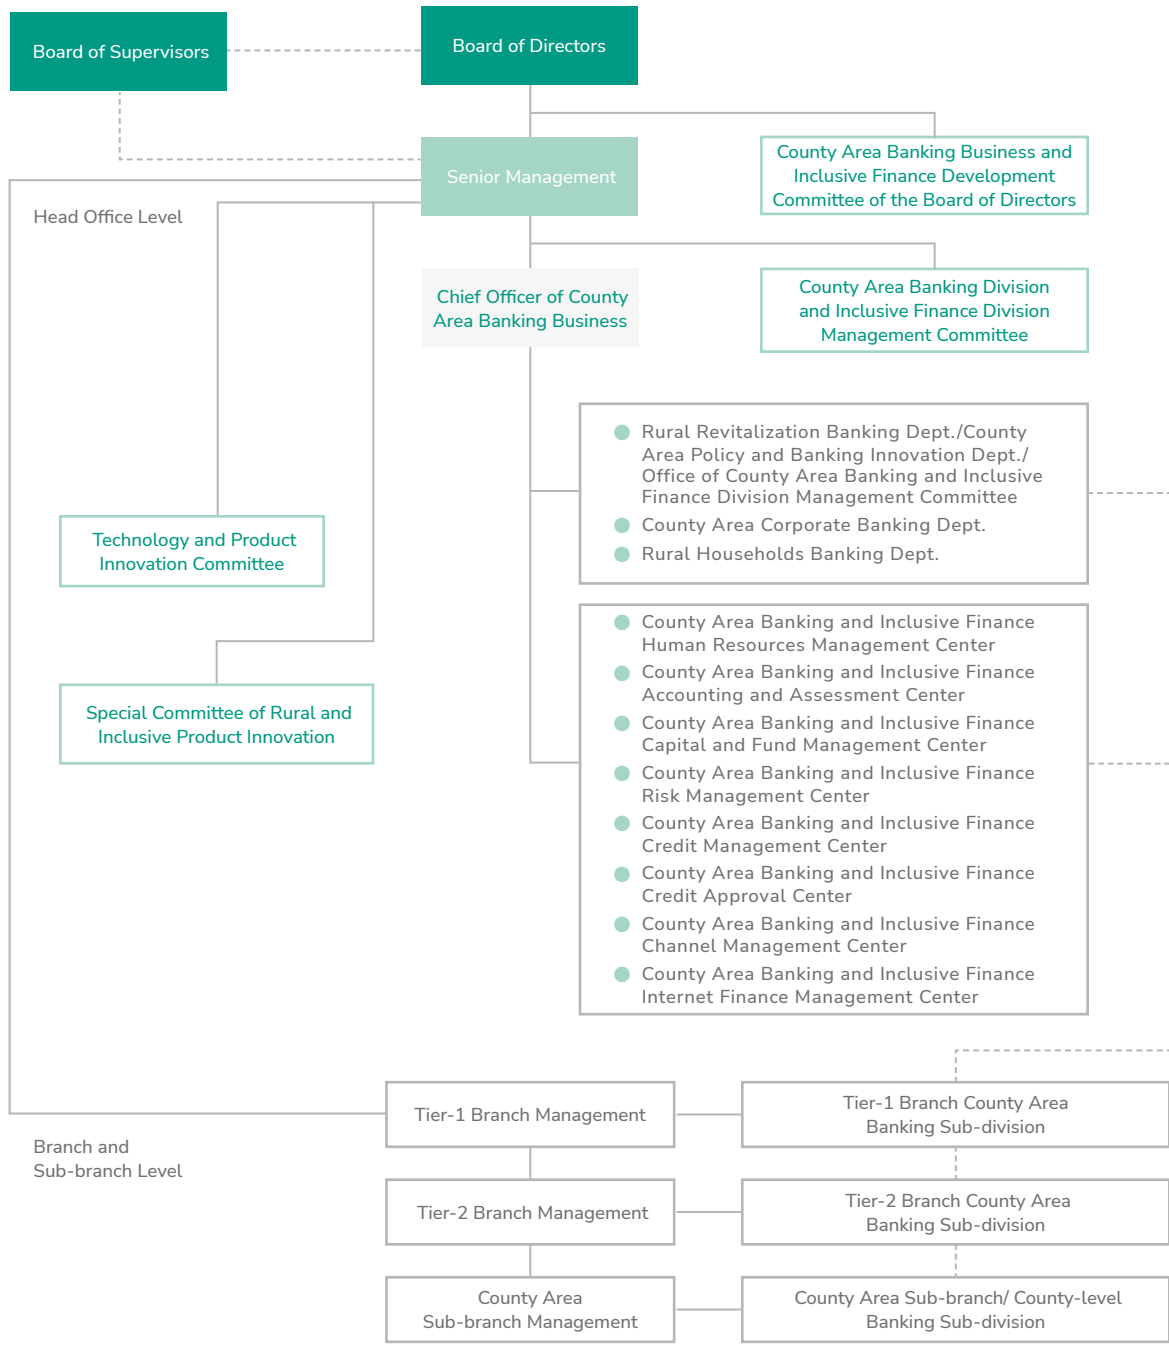 Board of Supervisors
Board of Directors
Senior Management
County Area Banking Business and
Inclusive Finance Development
Committee of the Board of Directors
Head Office Level
Chief Officer of County
Area Banking Business
County Area Banking Division
and Inclusive Finance Division
Management Committee
Rural Revitalization Banking Dept./County
Area Policy and Banking Innovation Dept./
Office of County Area Banking and Inclusive
Finance Division Management Committee
County Area Corporate Banking Dept.
Rural Households Banking Dept.
Technology and Product
Innovation Committee
Special Committee of Rural and
Inclusive Product Innovation
County Area Banking and Inclusive Finance
Human Resources Management Center
County Area Banking and Inclusive Finance
Accounting and Assessment Center
County Area Banking and Inclusive Finance
Capital and Fund Management Center
County Area Banking and Inclusive Finance
Risk Management Center
County Area Banking and Inclusive Finance
Credit Management Center
County Area Banking and Inclusive Finance
Credit Approval Center
County Area Banking and Inclusive Finance
Channel Management Center
County Area Banking and Inclusive Finance
Internet Finance Management Center
Branch and
Sub-branch Level
Tier-1 Branch Management
Tier-1 Branch County Area
Banking Sub-division
Tier-2 Branch Management
Tier-2 Branch County Area
Banking Sub-division
County Area
Sub-branch Management
County Area Sub-branch/ County-level
Banking Sub-division